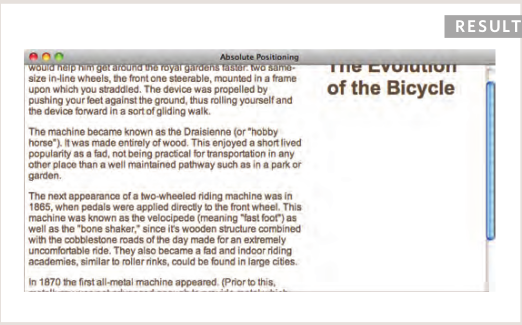 RESULT
Absolute Positioning
would help him get around the royal gardens faster: two same-
size in-line wheels, the front one steerable, mounted in a frame
upon which you straddled. The device was propelled by
pushing your feet against the ground, thus rolling yourself and
the device forward in a sort of gliding walk.
The machine became known as the Draisienne (or "hobby
horse"). It was made entirely of wood. This enjoyed a short lived
popularity as a fad, not being practical for transportation in any
other place than a well maintained pathway such as in a park or
garden.
The next appearance of a two-wheeled riding machine was in
1865, when pedals were applied directly to the front wheel. This
machine was known as the velocipede (meaning "fast foot") as
well as the "bone shaker," since it's wooden structure combined
with the cobblestone roads of the day made for an extremely
uncomfortable ride. They also became a fad and indoor riding
academies, similar to roller rinks, could be found in large cities.
In 1870 the first all-metal machine appeared. (Prior to this,
The Evolution
of the Bicycle